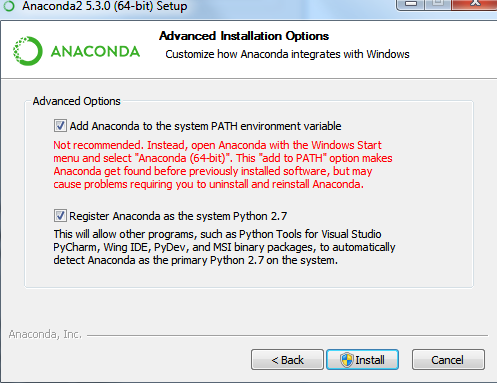 Anaconda2 5.3.0 (64-bit) Setup
ANACONDA
Advanced Installation Options
Customize how Anaconda integrates with Windows
Advanced Options
Add Anaconda to the system PATH environment variable
Not recommended. Instead, open Anaconda with the Windows Start
menu and select "Anaconda (64-bit)". This "add to PATH" option makes
Anaconda get found before previously installed software, but may
cause problems requiring you to uninstall and reinstall Anaconda.
Register Anaconda as the system Python 2.7
This will allow other programs, such as Python Tools for Visual Studio
PyCharm, Wing IDE, PyDev, and MSI binary packages, to automatically
detect Anaconda as the primary Python 2.7 on the system.
Anaconda, Inc.
< Back
Install
Cancel